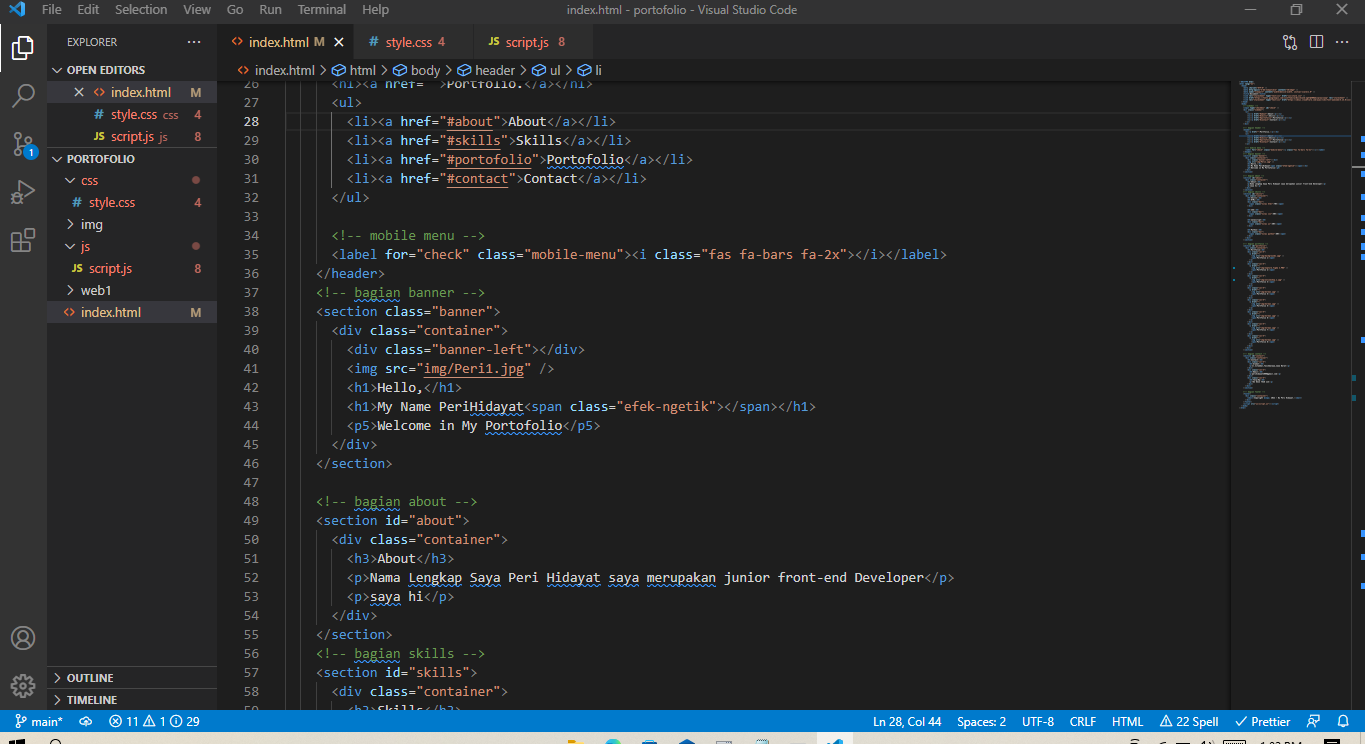 File Edit Selection View Go Run Terminal Help index.html - portofolio - Visual Studio Code
EXPLORER ···
<> index.html M × # style.css 4 JS script.js 8
<> index.html > html > body > header > ul > li
OPEN EDITORS
× <> index.html M
# style.css css 4
JS script.js js 8
PORTOFOLIO
css
# style.css 4
img
js
JS script.js 8
web1
<> index.html M
OUTLINE
TIMELINE
26 <h1><a href="">Portfolio.</a></h1>
27 <ul>
28 <li><a href="#about">About</a></li>
29 <li><a href="#skills">Skills</a></li>
30 <li><a href="#portofolio">Portofolio</a></li>
31 <li><a href="#contact">Contact</a></li>
32 </ul>
33
34 <!-- mobile menu -->
35 <label for="check" class="mobile-menu"><i class="fas fa-bars fa-2x"></i></label>
36 </header>
37 <!-- bagian banner -->
38 <section class="banner">
39 <div class="container">
40 <div class="banner-left"></div>
41 <img src="img/Peri1.jpg" />
42 <h1>Hello,</h1>
43 <h1>My Name PeriHidayat<span class="efek-ngetik"></span></h1>
44 <p5>Welcome in My Portofolio</p5>
45 </div>
46 </section>
47
48 <!-- bagian about -->
49 <section id="about">
50 <div class="container">
51 <h3>About</h3>
52 <p>Nama Lengkap Saya Peri Hidayat saya merupakan junior front-end Developer</p>
53 <p>saya hi</p>
54 </div>
55 </section>
56 <!-- bagian skills -->
57 <section id="skills">
58 <div class="container">
59 <h3>Skills</h3>
1
main* 11 1 29 Ln 28, Col 44 Spaces: 2 UTF-8 CRLF HTML 22 Spell Prettier